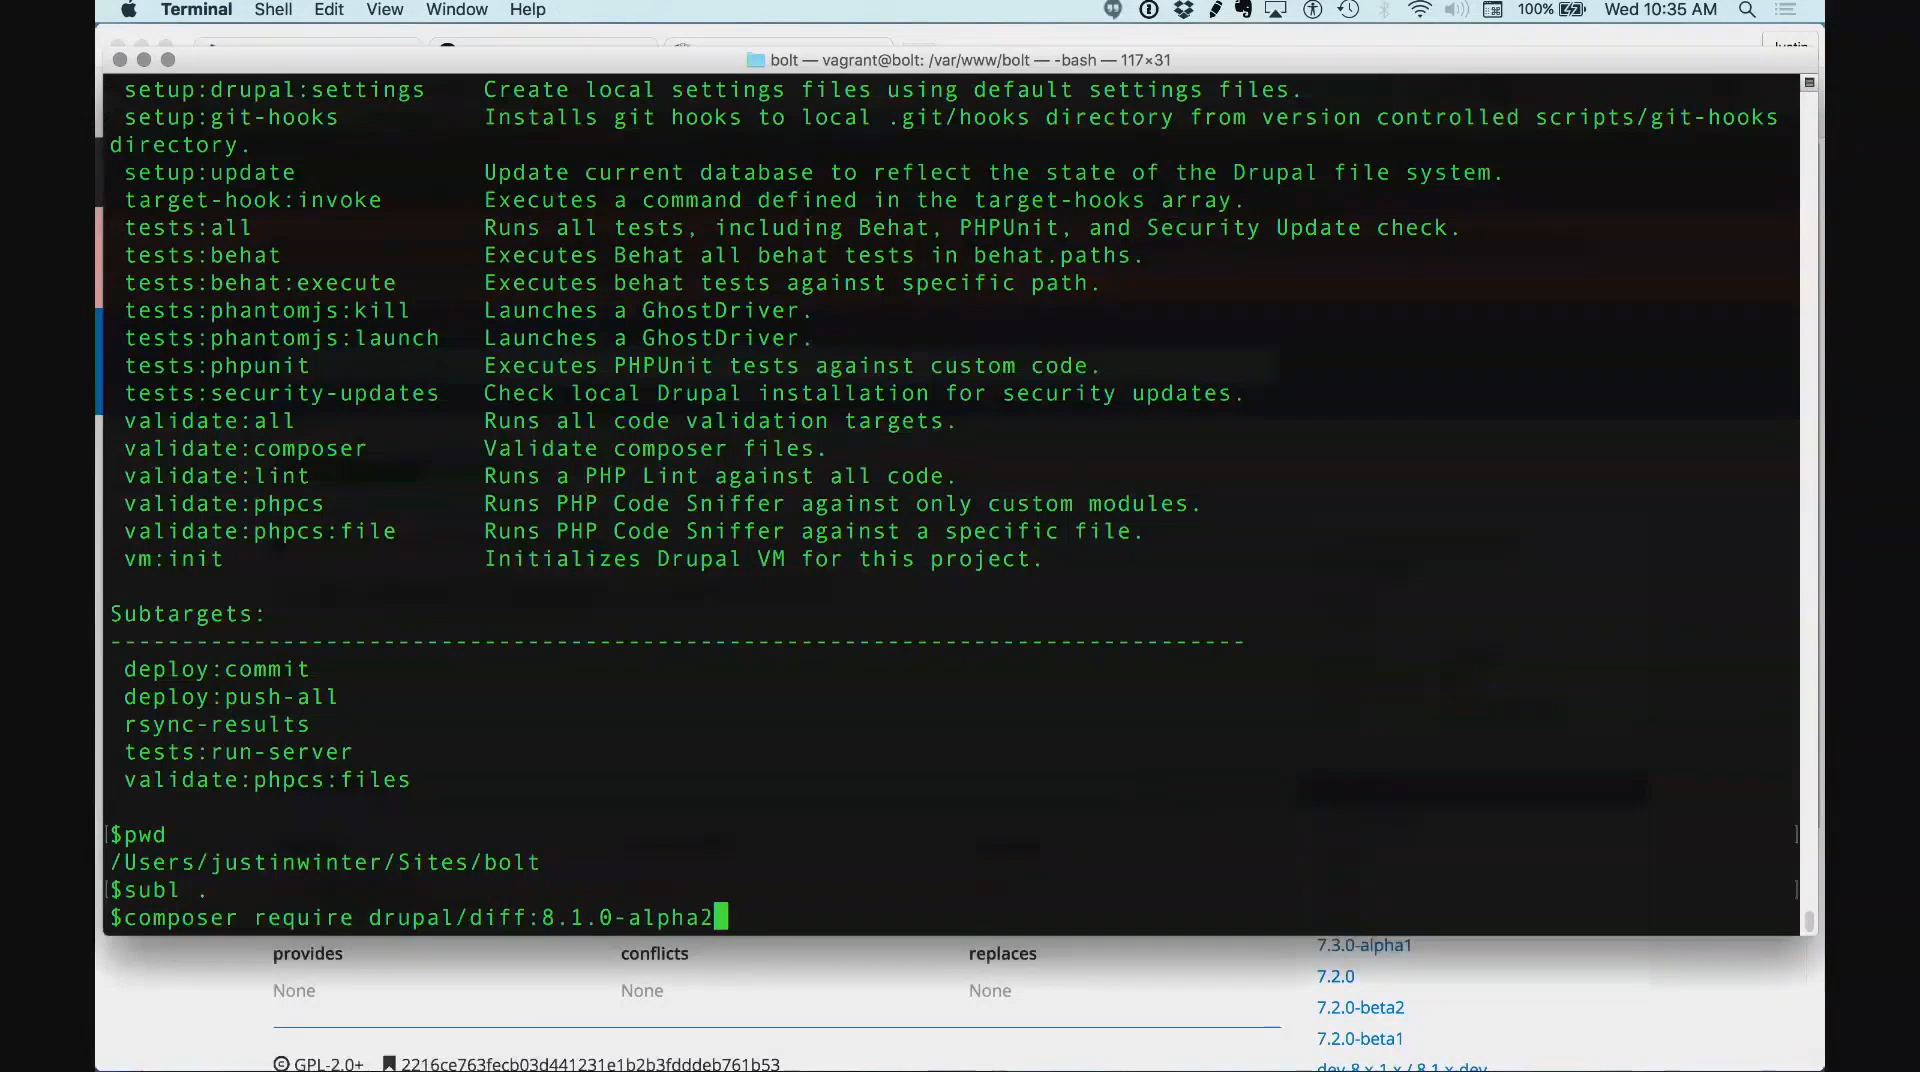 Terminal Shell Edit View Window Help 100% Wed 10:35 AM
bolt — vagrant@bolt: /var/www/bolt — -bash — 117×31
setup:drupal:settings Create local settings files using default settings files.
setup:git-hooks Installs git hooks to local .git/hooks directory from version controlled scripts/git-hooks
directory.
setup:update Update current database to reflect the state of the Drupal file system.
target-hook:invoke Executes a command defined in the target-hooks array.
tests:all Runs all tests, including Behat, PHPUnit, and Security Update check.
tests:behat Executes Behat all behat tests in behat.paths.
tests:behat:execute Executes behat tests against specific path.
tests:phantomjs:kill Launches a GhostDriver.
tests:phantomjs:launch Launches a GhostDriver.
tests:phpunit Executes PHPUnit tests against custom code.
tests:security-updates Check local Drupal installation for security updates.
validate:all Runs all code validation targets.
validate:composer Validate composer files.
validate:lint Runs a PHP Lint against all code.
validate:phpcs Runs PHP Code Sniffer against only custom modules.
validate:phpcs:file Runs PHP Code Sniffer against a specific file.
vm:init Initializes Drupal VM for this project.
Subtargets:
-------------------------------------------------------------------------------
deploy:commit
deploy:push-all
rsync-results
tests:run-server
validate:phpcs:files
[$pwd ]
/Users/justinwinter/Sites/bolt
[$subl . ]
$composer require drupal/diff:8.1.0-alpha2
provides conflicts replaces
None None None
GPL-2.0+ 2216ce763fecb03d441231e1b2b3fdddeb761b53
7.3.0-alpha1
7.2.0
7.2.0-beta2
7.2.0-beta1
dev-8.x-1.x / 8.1.x-dev